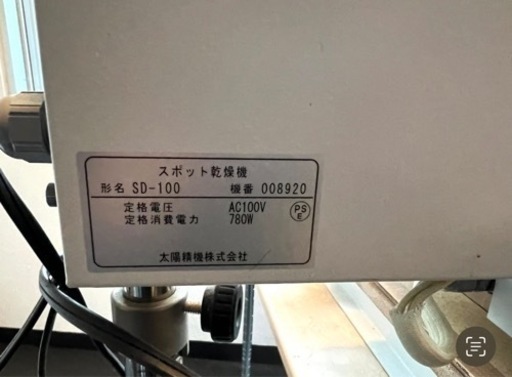 スポット乾燥機
形名 SD-100 機番 008920
定格電圧 AC100V
定格消費電力 780W
PSE
太陽精機株式会社